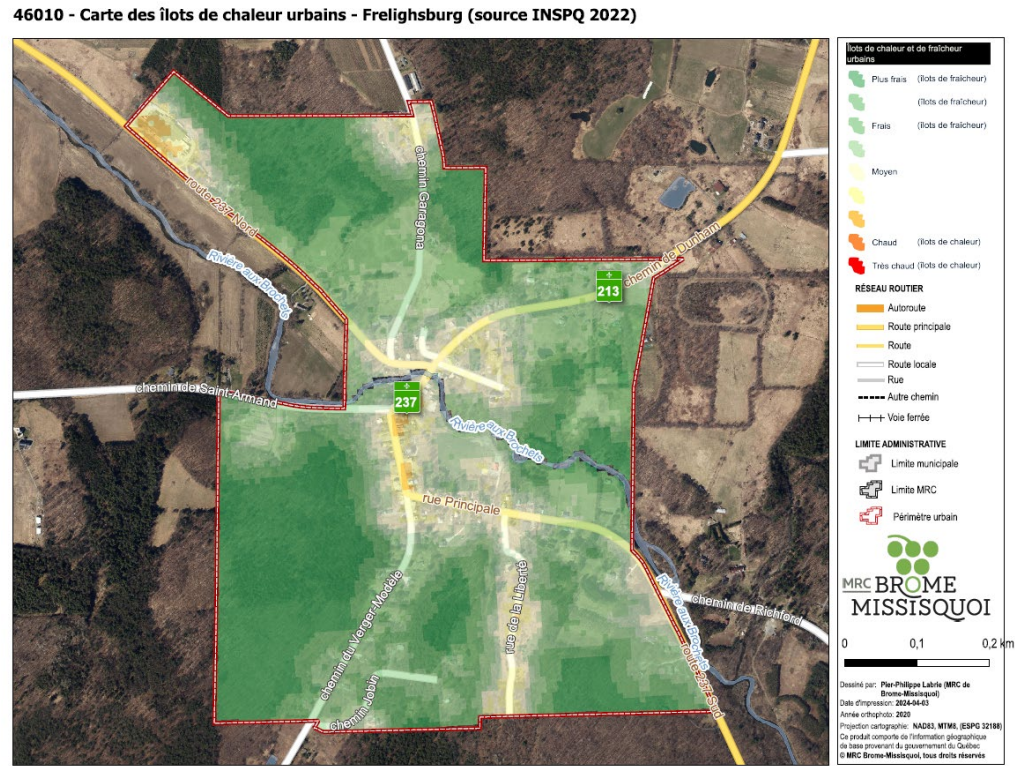 46010 - Carte des îlots de chaleur urbains - Frelighsburg (source INSPQ 2022)
route 237 Nord
chemin Garagona
Rivière aux Brochets
chemin de Dunham
213
chemin de Saint-Armand
237
Rivière aux Brochets
rue Principale
rue de la Liberté
chemin du Verger-Modèle
chemin Jobin
Rivière aux Brochets
chemin de Richford
route 237 Sud
Îlots de chaleur et de fraîcheur
urbains
Plus frais (îlots de fraîcheur)
(îlots de fraîcheur)
Frais (îlots de fraîcheur)
Moyen
Chaud (îlots de chaleur)
Très chaud (îlots de chaleur)
RÉSEAU ROUTIER
Autoroute
Route principale
Route
Route locale
Rue
Autre chemin
Voie ferrée
LIMITE ADMINISTRATIVE
Limite municipale
Limite MRC
Périmètre urbain
MRC BROME
MISSISQUOI
0 0,1 0,2 km
Dessiné par: Pier-Philippe Labrie (MRC de
Brome-Missisquoi)
Date d'impression: 2024-04-03
Année orthophoto: 2020
Projection cartographie: NAD83, MTM8, (ESPG 32188)
Ce produit comporte de l'information géographique
de base provenant du gouvernement du Québec
© MRC Brome-Missisquoi, tous droits réservés